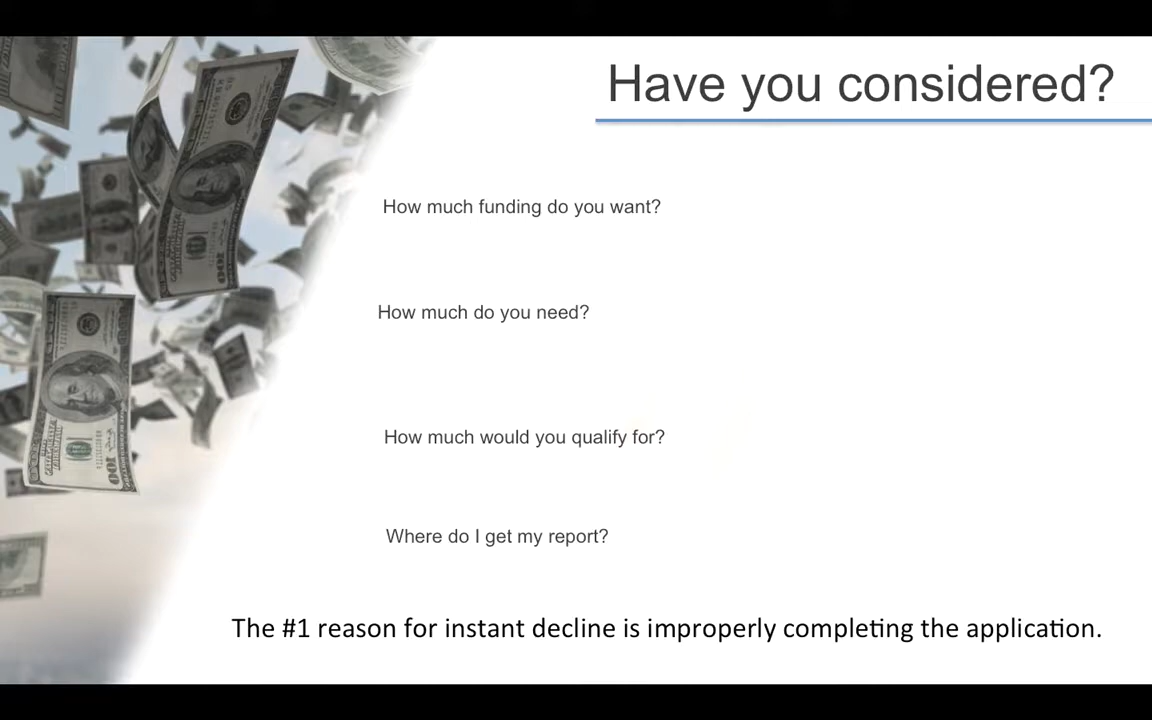 Have you considered?
How much funding do you want?
How much do you need?
How much would you qualify for?
Where do I get my report?
The #1 reason for instant decline is improperly completing the application.